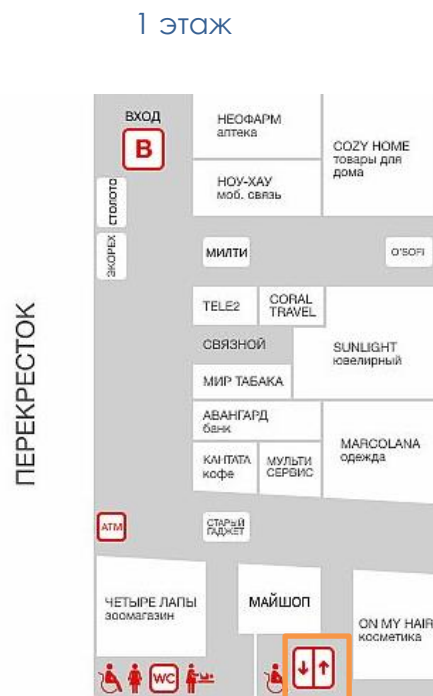 1 этаж
ВХОД
B
НЕОФАРМ
аптека
COZY HOME
товары для
дома
НОУ-ХАУ
моб. связь
СТОЛОТО
ЭКОРЕХ
МИЛТИ
O'SOFI
TELE2
CORAL
TRAVEL
СВЯЗНОЙ
SUNLIGHT
ювелирный
МИР ТАБАКА
АВАНГАРД
банк
MARCOLANA
одежда
КАНТАТА
кофе
МУЛЬТИ
СЕРВИС
ПЕРЕКРЕСТОК
ATM
СТАРЫЙ
ГАДЖЕТ
ЧЕТЫРЕ ЛАПЫ
зоомагазин
МАЙШОП
ON MY HAIR
косметика
WC